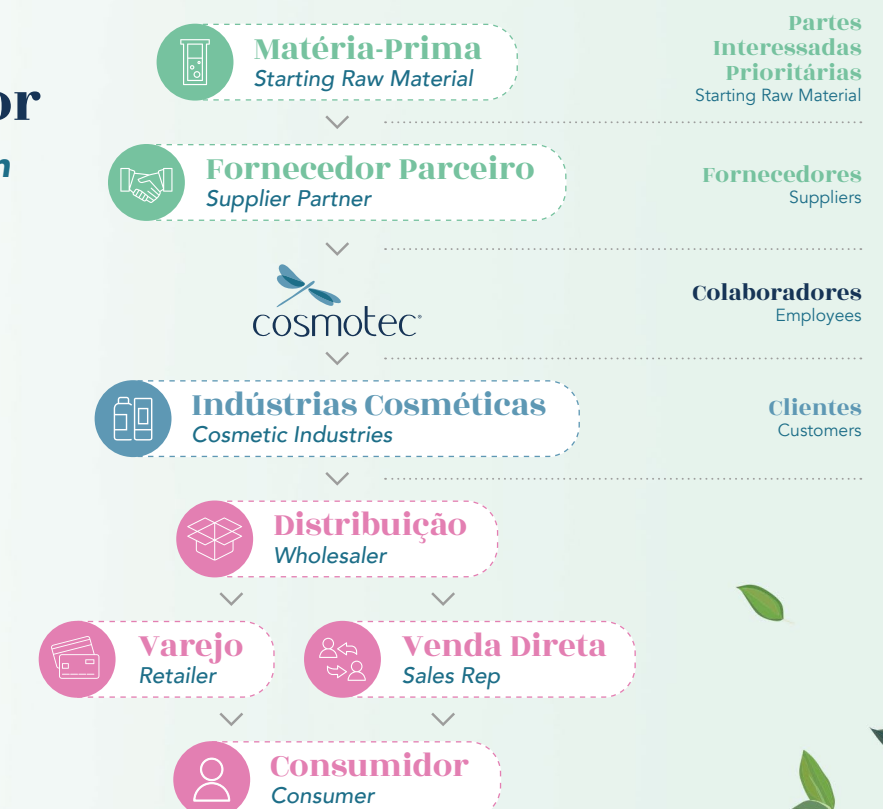 or
n
Matéria-Prima
Starting Raw Material
Partes
Interessadas
Prioritárias
Starting Raw Material
Fornecedor Parceiro
Supplier Partner
Fornecedores
Suppliers
cosmotec®
Colaboradores
Employees
Indústrias Cosméticas
Cosmetic Industries
Clientes
Customers
Distribuição
Wholesaler
Varejo
Retailer
Venda Direta
Sales Rep
Consumidor
Consumer